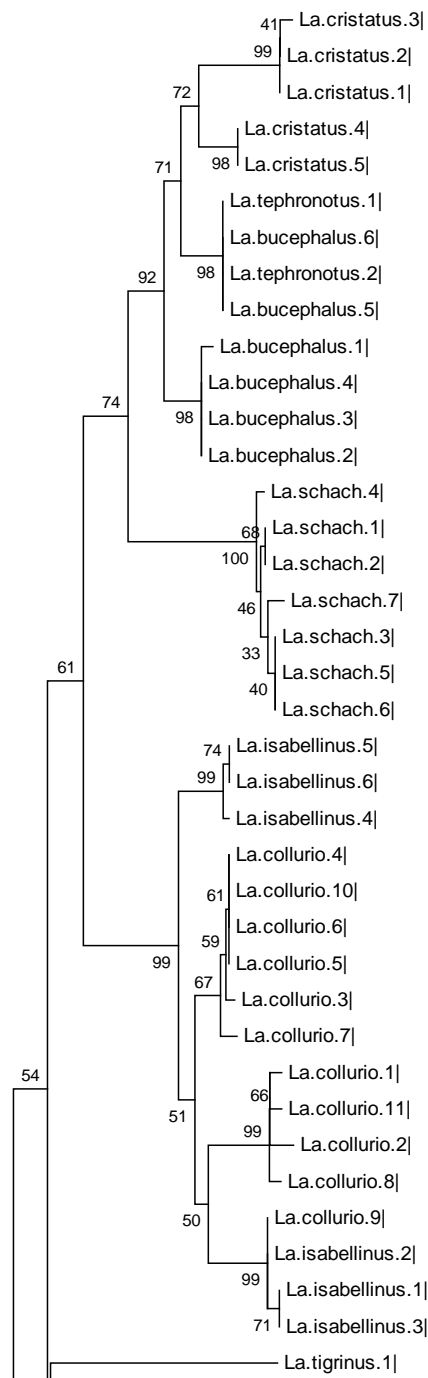 La.cristatus.3|
41
La.cristatus.2|
99
La.cristatus.1|
72
La.cristatus.4|
98
La.cristatus.5|
71
La.tephronotus.1|
La.bucephalus.6|
98
La.tephronotus.2|
La.bucephalus.5|
92
La.bucephalus.1|
La.bucephalus.4|
98
La.bucephalus.3|
La.bucephalus.2|
74
La.schach.4|
68
La.schach.1|
100
La.schach.2|
46
La.schach.7|
33
La.schach.3|
40
La.schach.5|
La.schach.6|
61
74
La.isabellinus.5|
99
La.isabellinus.6|
La.isabellinus.4|
La.collurio.4|
61
La.collurio.10|
59
La.collurio.6|
La.collurio.5|
99
67
La.collurio.3|
La.collurio.7|
54
La.collurio.1|
66
51
La.collurio.11|
99
La.collurio.2|
La.collurio.8|
50
La.collurio.9|
La.isabellinus.2|
99
La.isabellinus.1|
71
La.isabellinus.3|
La.tigrinus.1|